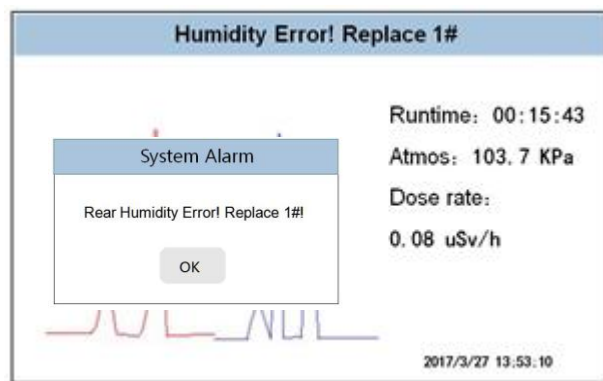 Humidity Error! Replace 1#
System Alarm
Rear Humidity Error! Replace 1#!
OK
Runtime: 00:15:43
Atmos: 103.7 KPa
Dose rate:
0.08 uSv/h
2017/3/27 13:53:10